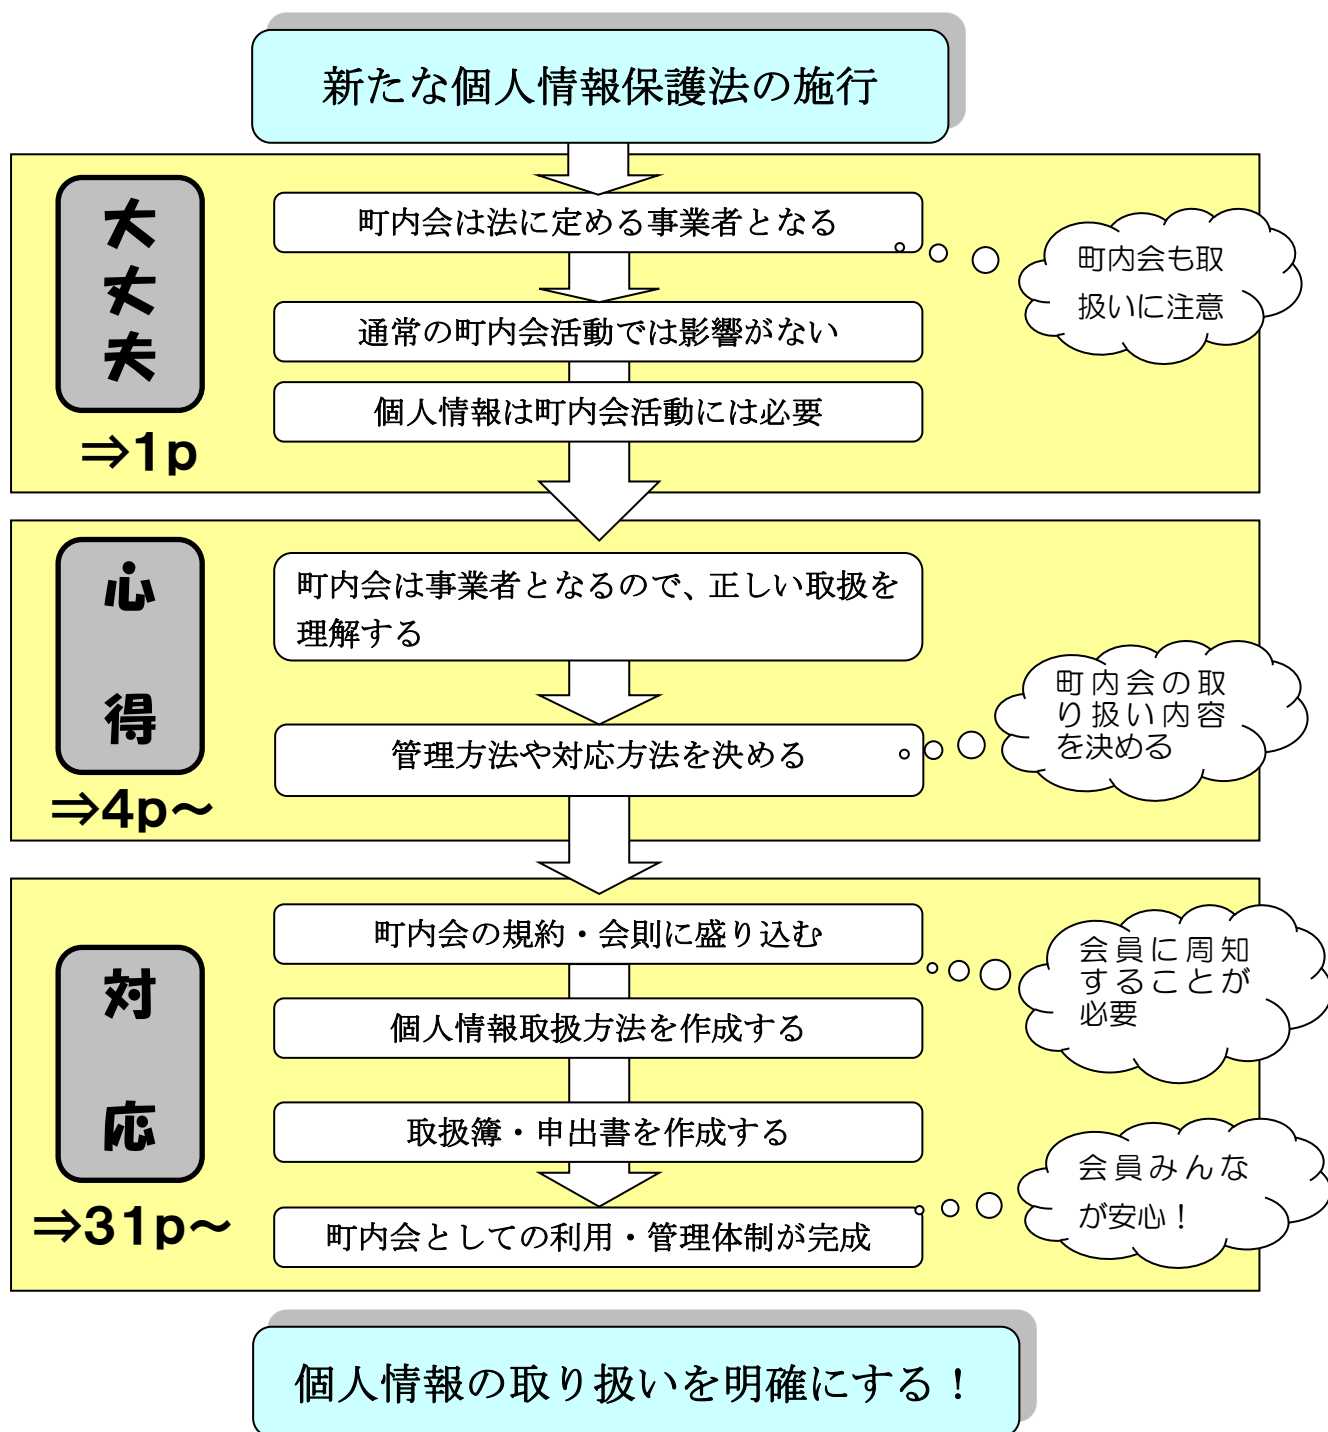 新たな個人情報保護法の施行
大丈夫
⇒1p
町内会は法に定める事業者となる
町内会も取
扱いに注意
通常の町内会活動では影響がない
個人情報は町内会活動には必要
心得
⇒4p～
町内会は事業者となるので、正しい取扱を
理解する
管理方法や対応方法を決める
町内会の取
り扱い内容
を決める
対応
⇒31p～
町内会の規約・会則に盛り込む
会員に周知
することが
必要
個人情報取扱方法を作成する
取扱簿・申出書を作成する
会員みんな
が安心！
町内会としての利用・管理体制が完成
個人情報の取り扱いを明確にする！